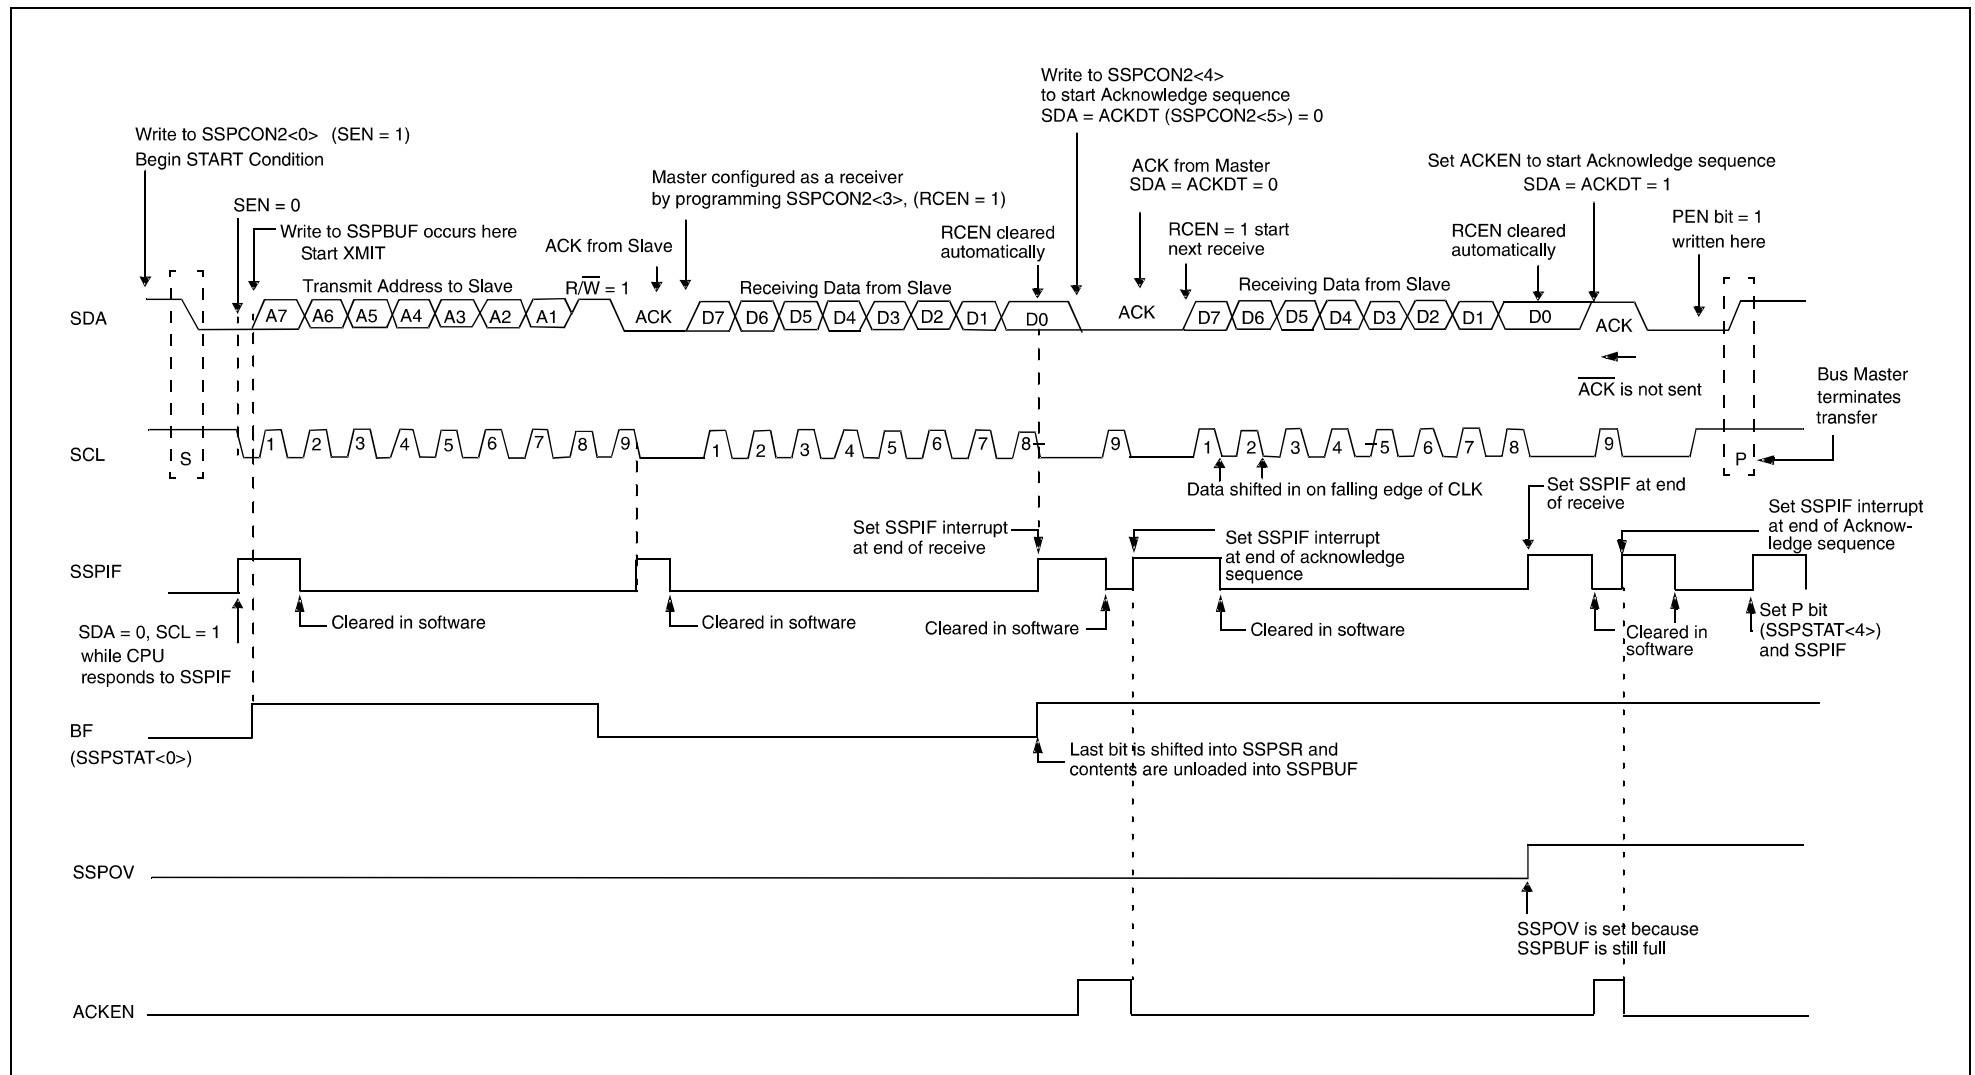 Write to SSPCON2<4>
to start Acknowledge sequence
SDA = ACKDT (SSPCON2<5>) = 0
Write to SSPCON2<0> (SEN = 1)
Begin START Condition
ACK from Master
SDA = ACKDT = 0
Set ACKEN to start Acknowledge sequence
SDA = ACKDT = 1
Master configured as a receiver
by programming SSPCON2<3>, (RCEN = 1)
SEN = 0
PEN bit = 1
written here
Write to SSPBUF occurs here
Start XMIT
ACK from Slave
RCEN cleared
automatically
RCEN = 1 start
next receive
RCEN cleared
automatically
Transmit Address to Slave
R/W̅ = 1
Receiving Data from Slave
Receiving Data from Slave
SDA
A7 A6 A5 A4 A3 A2 A1 ACK D7 D6 D5 D4 D3 D2 D1 D0 ACK D7 D6 D5 D4 D3 D2 D1 D0 ACK
A̅C̅K̅ is not sent
Bus Master
terminates
transfer
SCL
S 1 2 3 4 5 6 7 8 9 1 2 3 4 5 6 7 8 9 1 2 3 4 5 6 7 8 9 P
Data shifted in on falling edge of CLK
Set SSPIF at end
of receive
Set SSPIF interrupt
at end of receive
Set SSPIF interrupt
at end of acknowledge
sequence
Set SSPIF interrupt
at end of Acknow-
ledge sequence
SSPIF
SDA = 0, SCL = 1
while CPU
responds to SSPIF
Cleared in software
Cleared in software
Cleared in software
Cleared in software
Cleared in
software
Set P bit
(SSPSTAT<4>)
and SSPIF
BF
(SSPSTAT<0>)
Last bit is shifted into SSPSR and
contents are unloaded into SSPBUF
SSPOV
SSPOV is set because
SSPBUF is still full
ACKEN